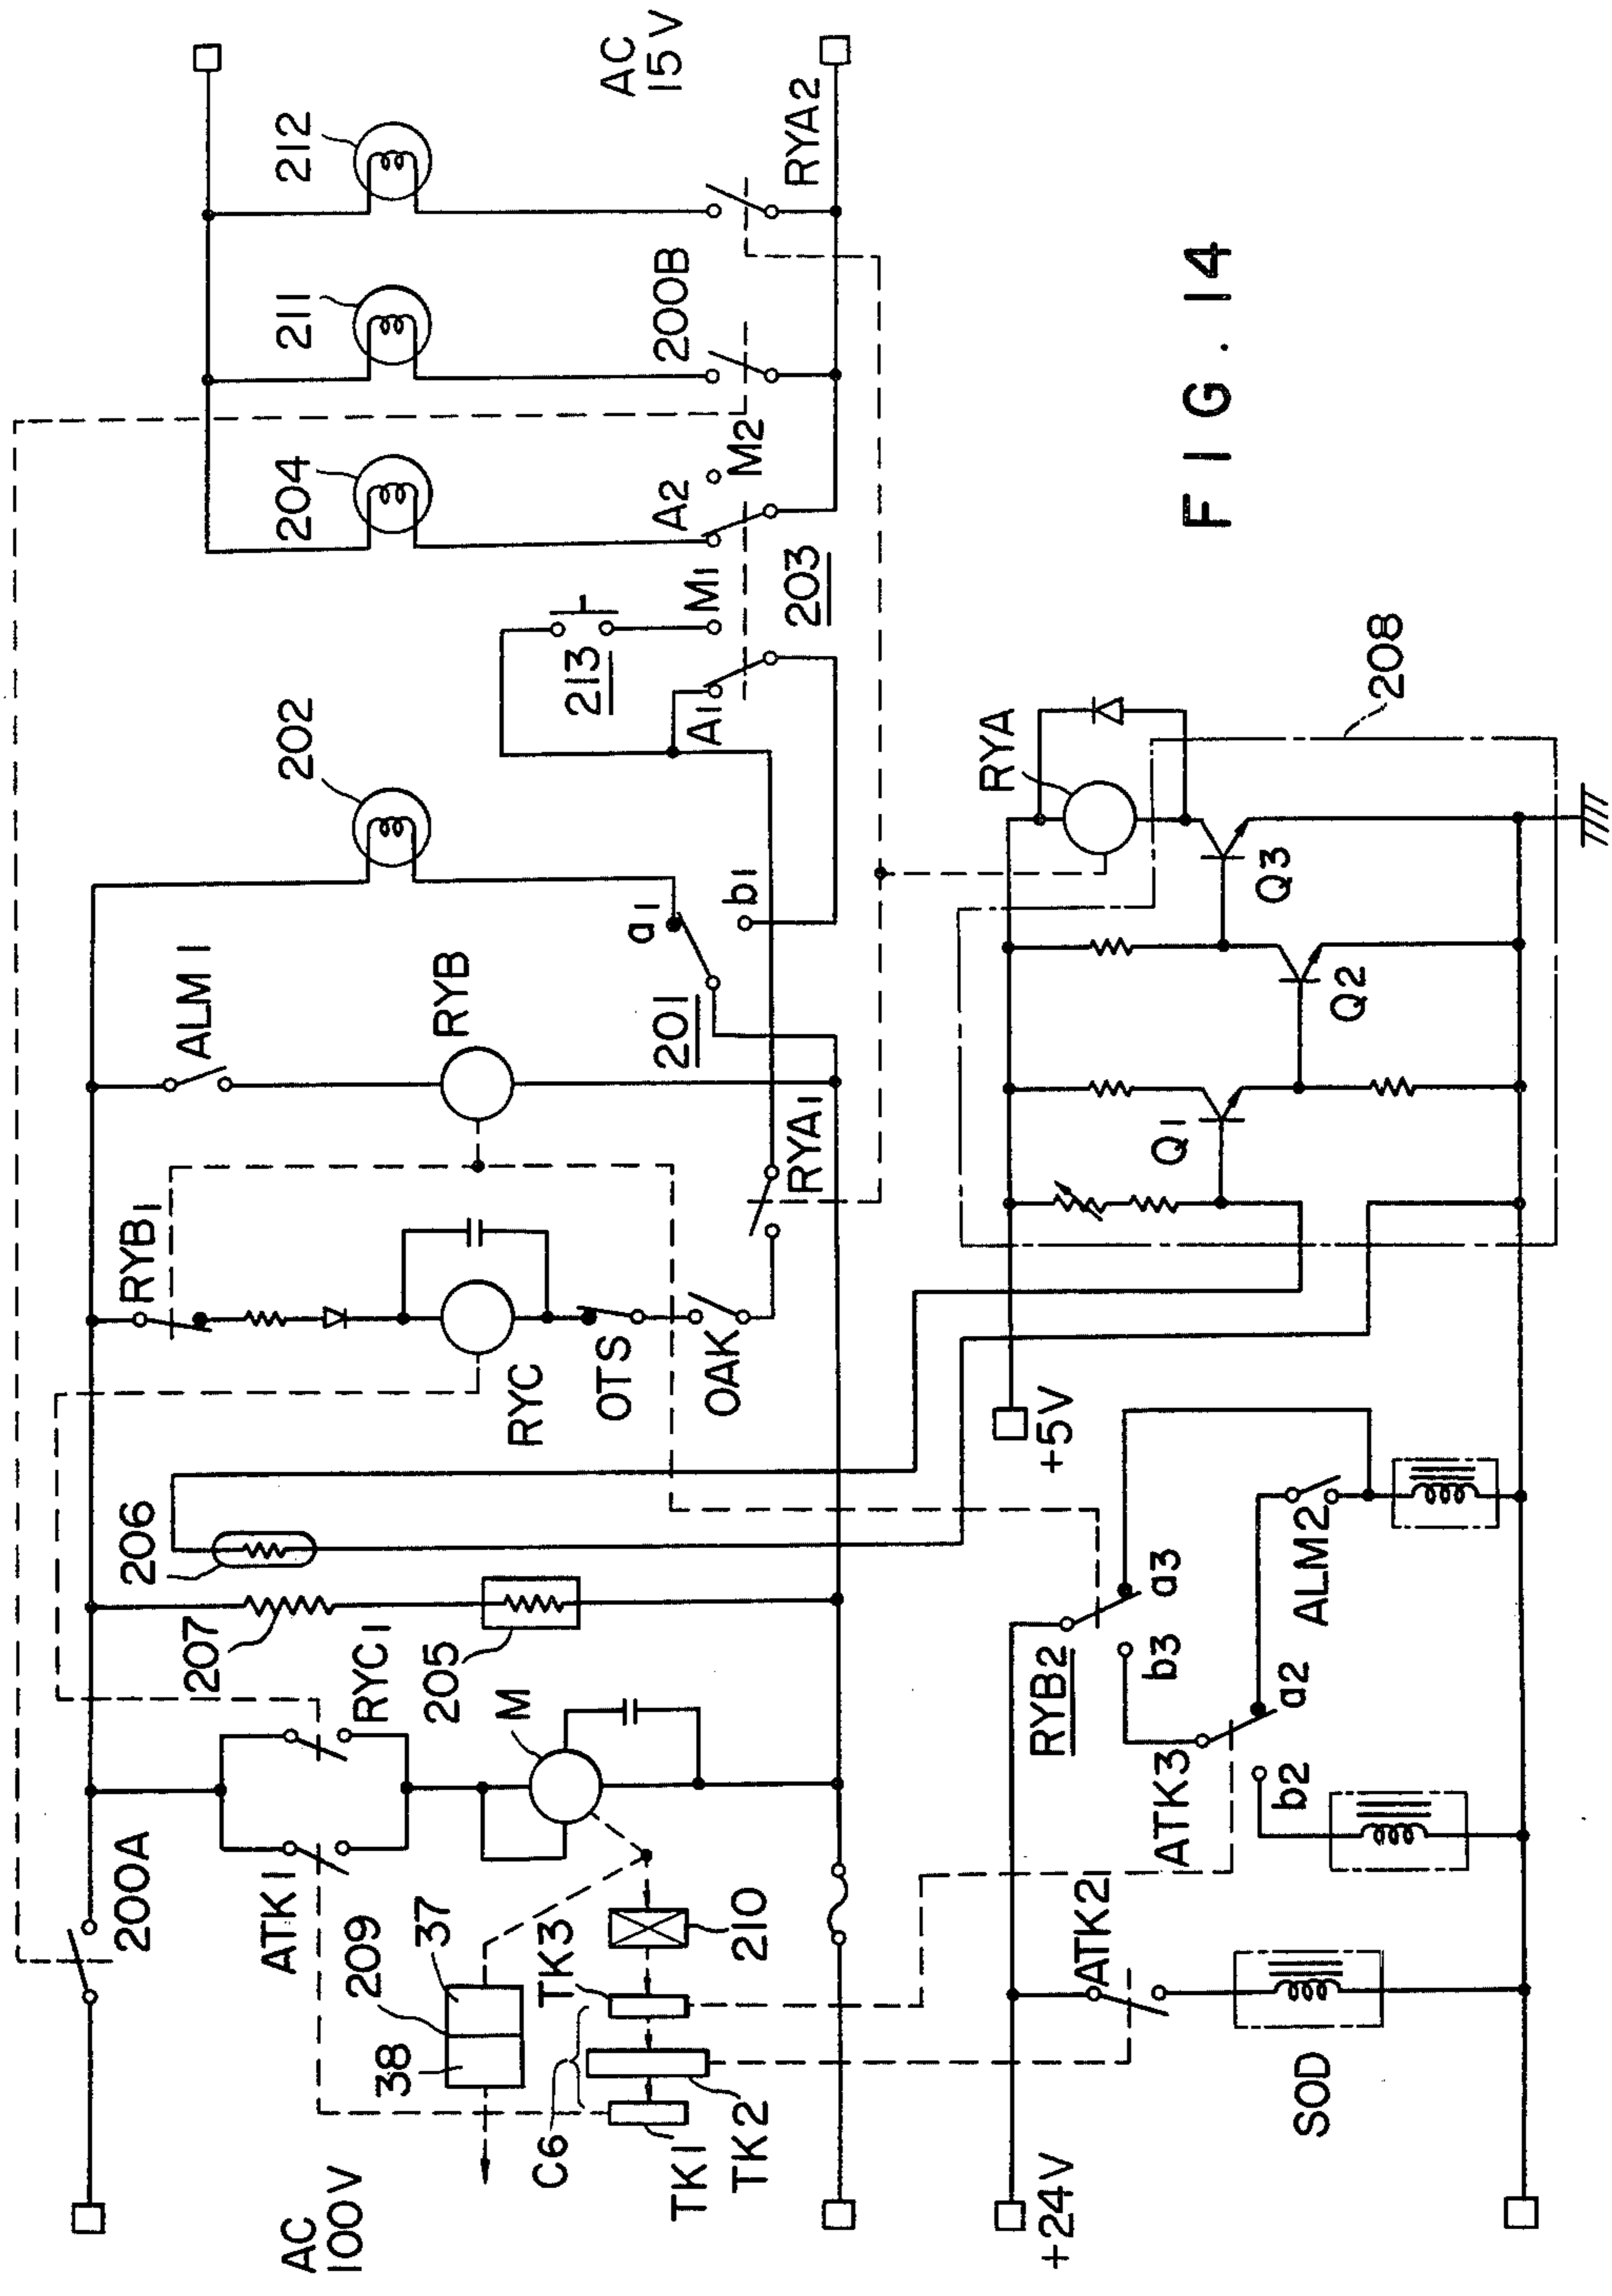 AC
100V
200A
ATK1
RYC1
207
206
205
M
209
37
38
C6
TK3
TK1
TK2
210
RYB1
RYC
OTS
OAK
RYA1
ALM1
RYB
201
a1
b1
202
213
A1
M1
203
204
A2
M2
211
200B
212
RYA2
AC
15V
+24V
SOD
ATK21
ATK3
a2
b2
RYB2
a3
b3
ALM2
+5V
Q1
Q2
Q3
RYA
208
FIG. 14